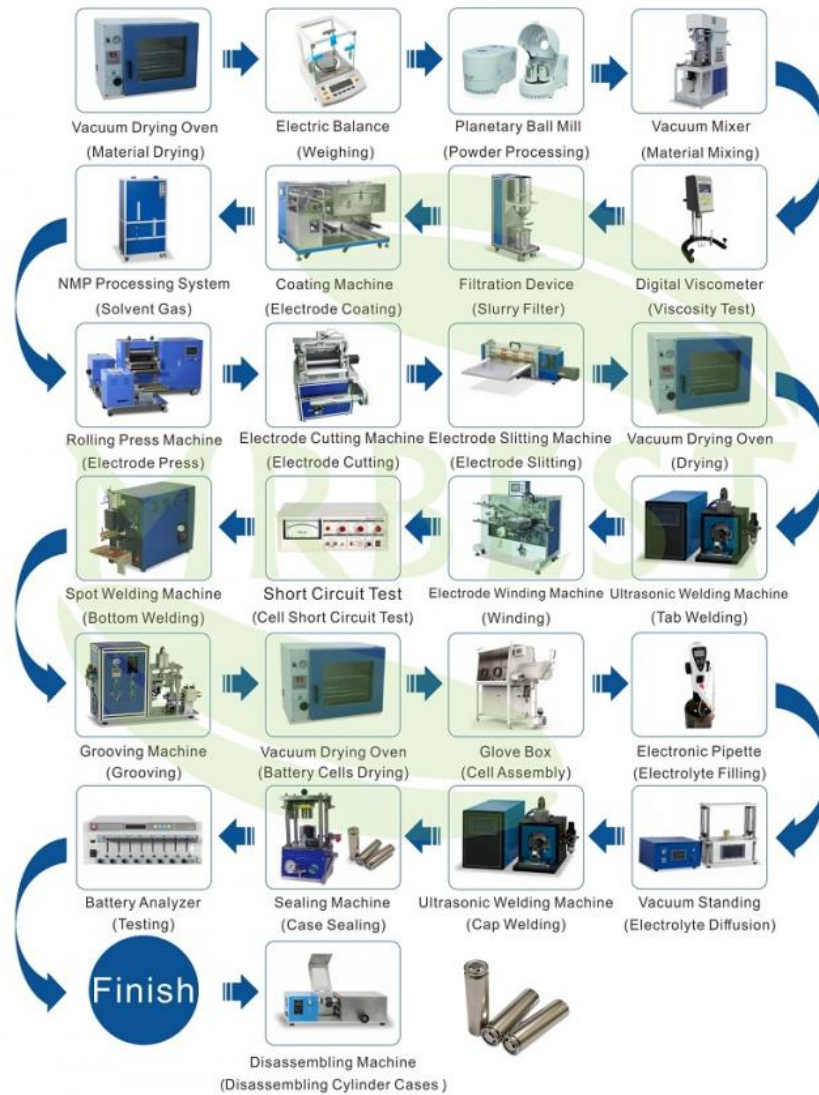 Vacuum Drying Oven
(Material Drying)
Electric Balance
(Weighing)
Planetary Ball Mill
(Powder Processing)
Vacuum Mixer
(Material Mixing)
NMP Processing System
(Solvent Gas)
Coating Machine
(Electrode Coating)
Filtration Device
(Slurry Filter)
Digital Viscometer
(Viscosity Test)
Rolling Press Machine
(Electrode Press)
Electrode Cutting Machine
(Electrode Cutting)
Electrode Slitting Machine
(Electrode Slitting)
Vacuum Drying Oven
(Drying)
MRBEST
Spot Welding Machine
(Bottom Welding)
Short Circuit Test
(Cell Short Circuit Test)
Electrode Winding Machine
(Winding)
Ultrasonic Welding Machine
(Tab Welding)
Grooving Machine
(Grooving)
Vacuum Drying Oven
(Battery Cells Drying)
Glove Box
(Cell Assembly)
Electronic Pipette
(Electrolyte Filling)
Battery Analyzer
(Testing)
Sealing Machine
(Case Sealing)
Ultrasonic Welding Machine
(Cap Welding)
Vacuum Standing
(Electrolyte Diffusion)
Finish
Disassembling Machine
(Disassembling Cylinder Cases )